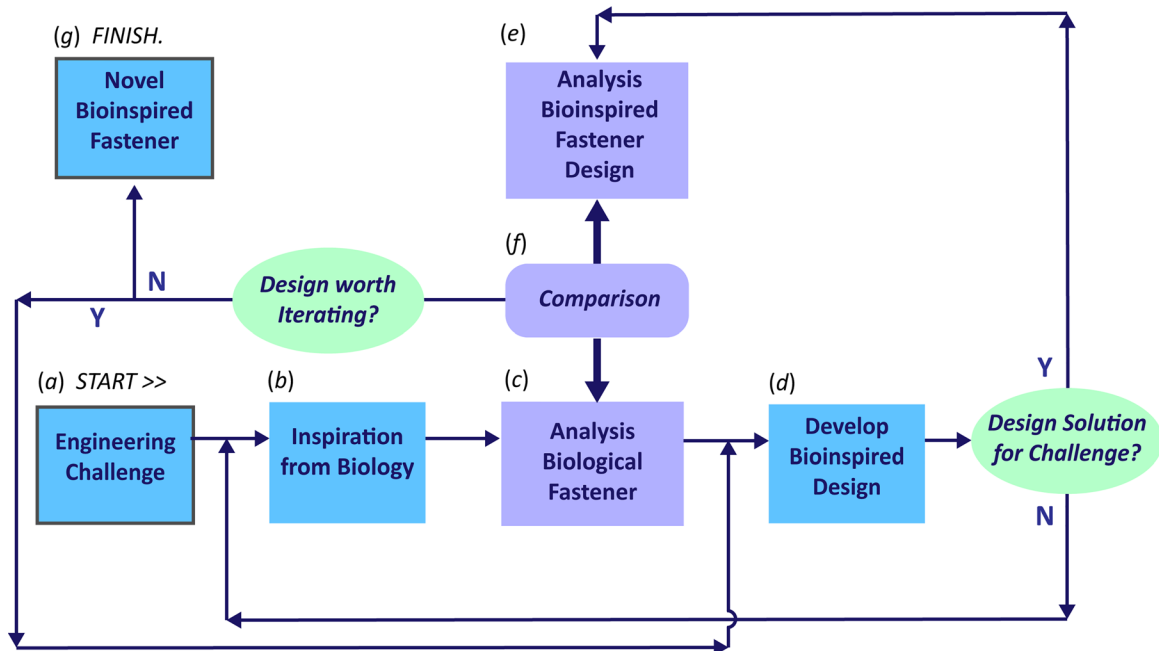 (g) FINISH.
Novel
Bioinspired
Fastener
(e)
Analysis
Bioinspired
Fastener
Design
(f)
Comparison
Design worth
Iterating?
N
Y
(a) START >>
Engineering
Challenge
(b)
Inspiration
from Biology
(c)
Analysis
Biological
Fastener
(d)
Develop
Bioinspired
Design
Y
Design Solution
for Challenge?
N